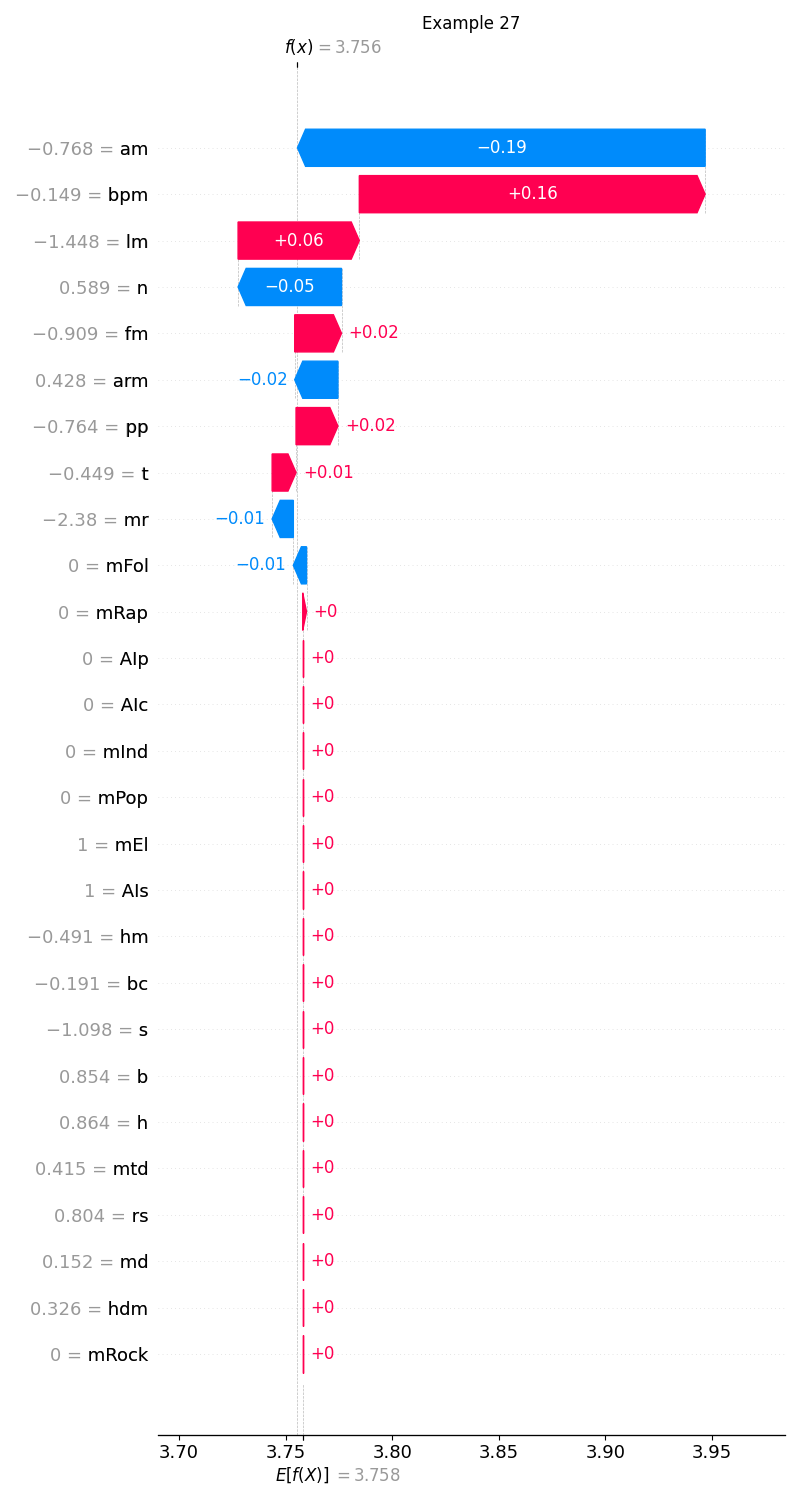 Example 27
f(x) = 3.756
−0.768 = am −0.19
−0.149 = bpm +0.16
−1.448 = lm +0.06
0.589 = n −0.05
−0.909 = fm +0.02
0.428 = arm −0.02
−0.764 = pp +0.02
−0.449 = t +0.01
−2.38 = mr −0.01
0 = mFol −0.01
0 = mRap +0
0 = AIp +0
0 = AIc +0
0 = mInd +0
0 = mPop +0
1 = mEl +0
1 = AIs +0
−0.491 = hm +0
−0.191 = bc +0
−1.098 = s +0
0.854 = b +0
0.864 = h +0
0.415 = mtd +0
0.804 = rs +0
0.152 = md +0
0.326 = hdm +0
0 = mRock +0
3.70 3.75 3.80 3.85 3.90 3.95
E[f(X)] = 3.758